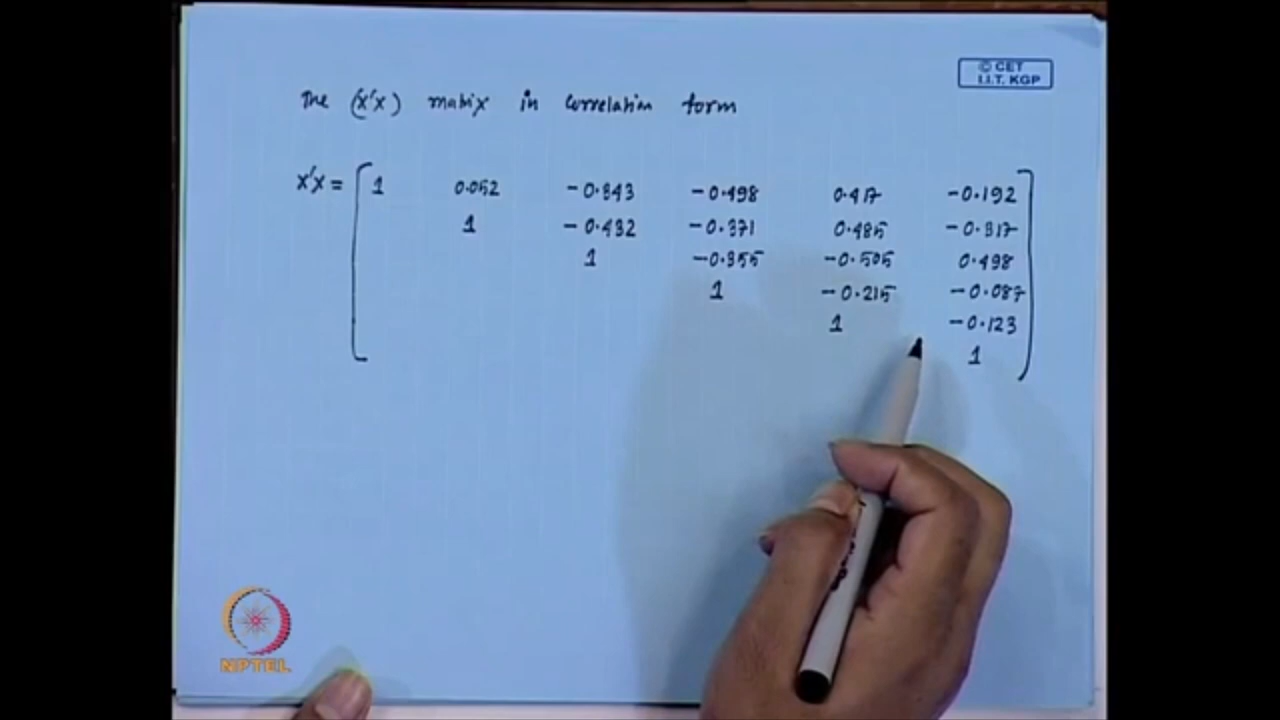 © CET
I.I.T. KGP
The (X'X) matrix in correlation form
X'X = [ 1 0.052 -0.343 -0.498 0.417 -0.192
1 -0.432 -0.371 0.485 -0.317
1 -0.355 -0.505 0.498
1 -0.215 -0.087
1 -0.123
1 ]
NPTEL